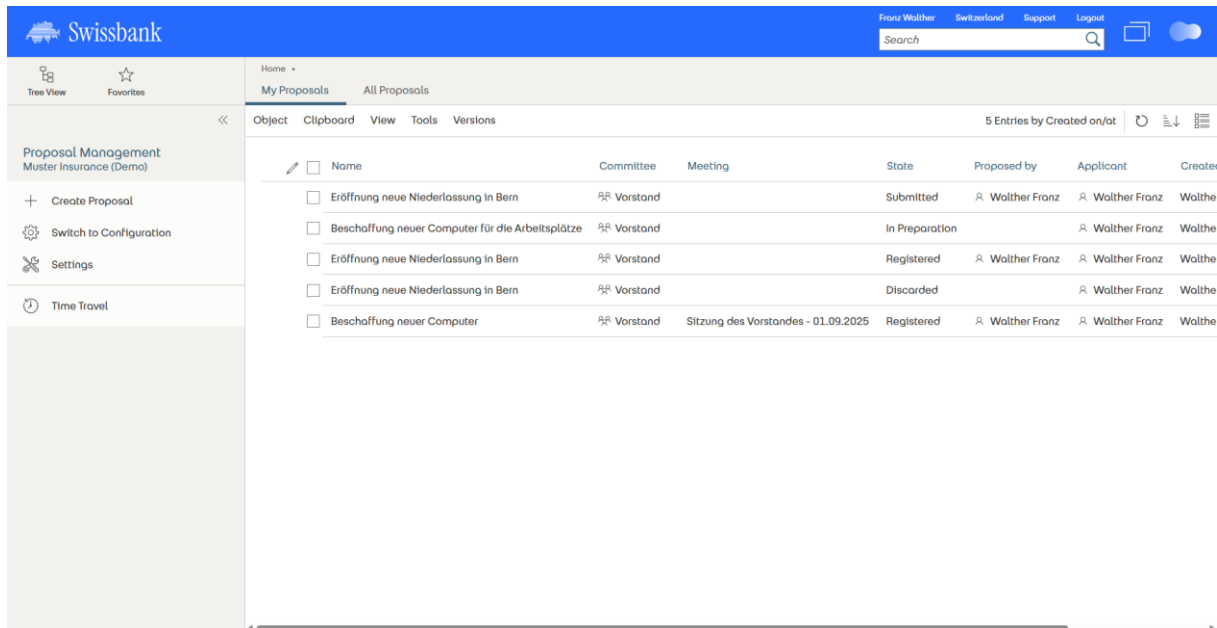 Swissbank
Franz Walther Switzerland Support Logout
Search
Tree View Favorites
Home
My Proposals All Proposals
Object Clipboard View Tools Versions 5 Entries by Created on/at
Proposal Management
Muster Insurance (Demo)
Create Proposal
Switch to Configuration
Settings
Time Travel
Name Committee Meeting State Proposed by Applicant Created
Eröffnung neue Niederlassung in Bern Vorstand Submitted Walther Franz Walther Franz Walthe
Beschaffung neuer Computer für die Arbeitsplätze Vorstand In Preparation Walther Franz Walthe
Eröffnung neue Niederlassung in Bern Vorstand Registered Walther Franz Walther Franz Walthe
Eröffnung neue Niederlassung in Bern Vorstand Discarded Walther Franz Walthe
Beschaffung neuer Computer Vorstand Sitzung des Vorstandes - 01.09.2025 Registered Walther Franz Walther Franz Walthe